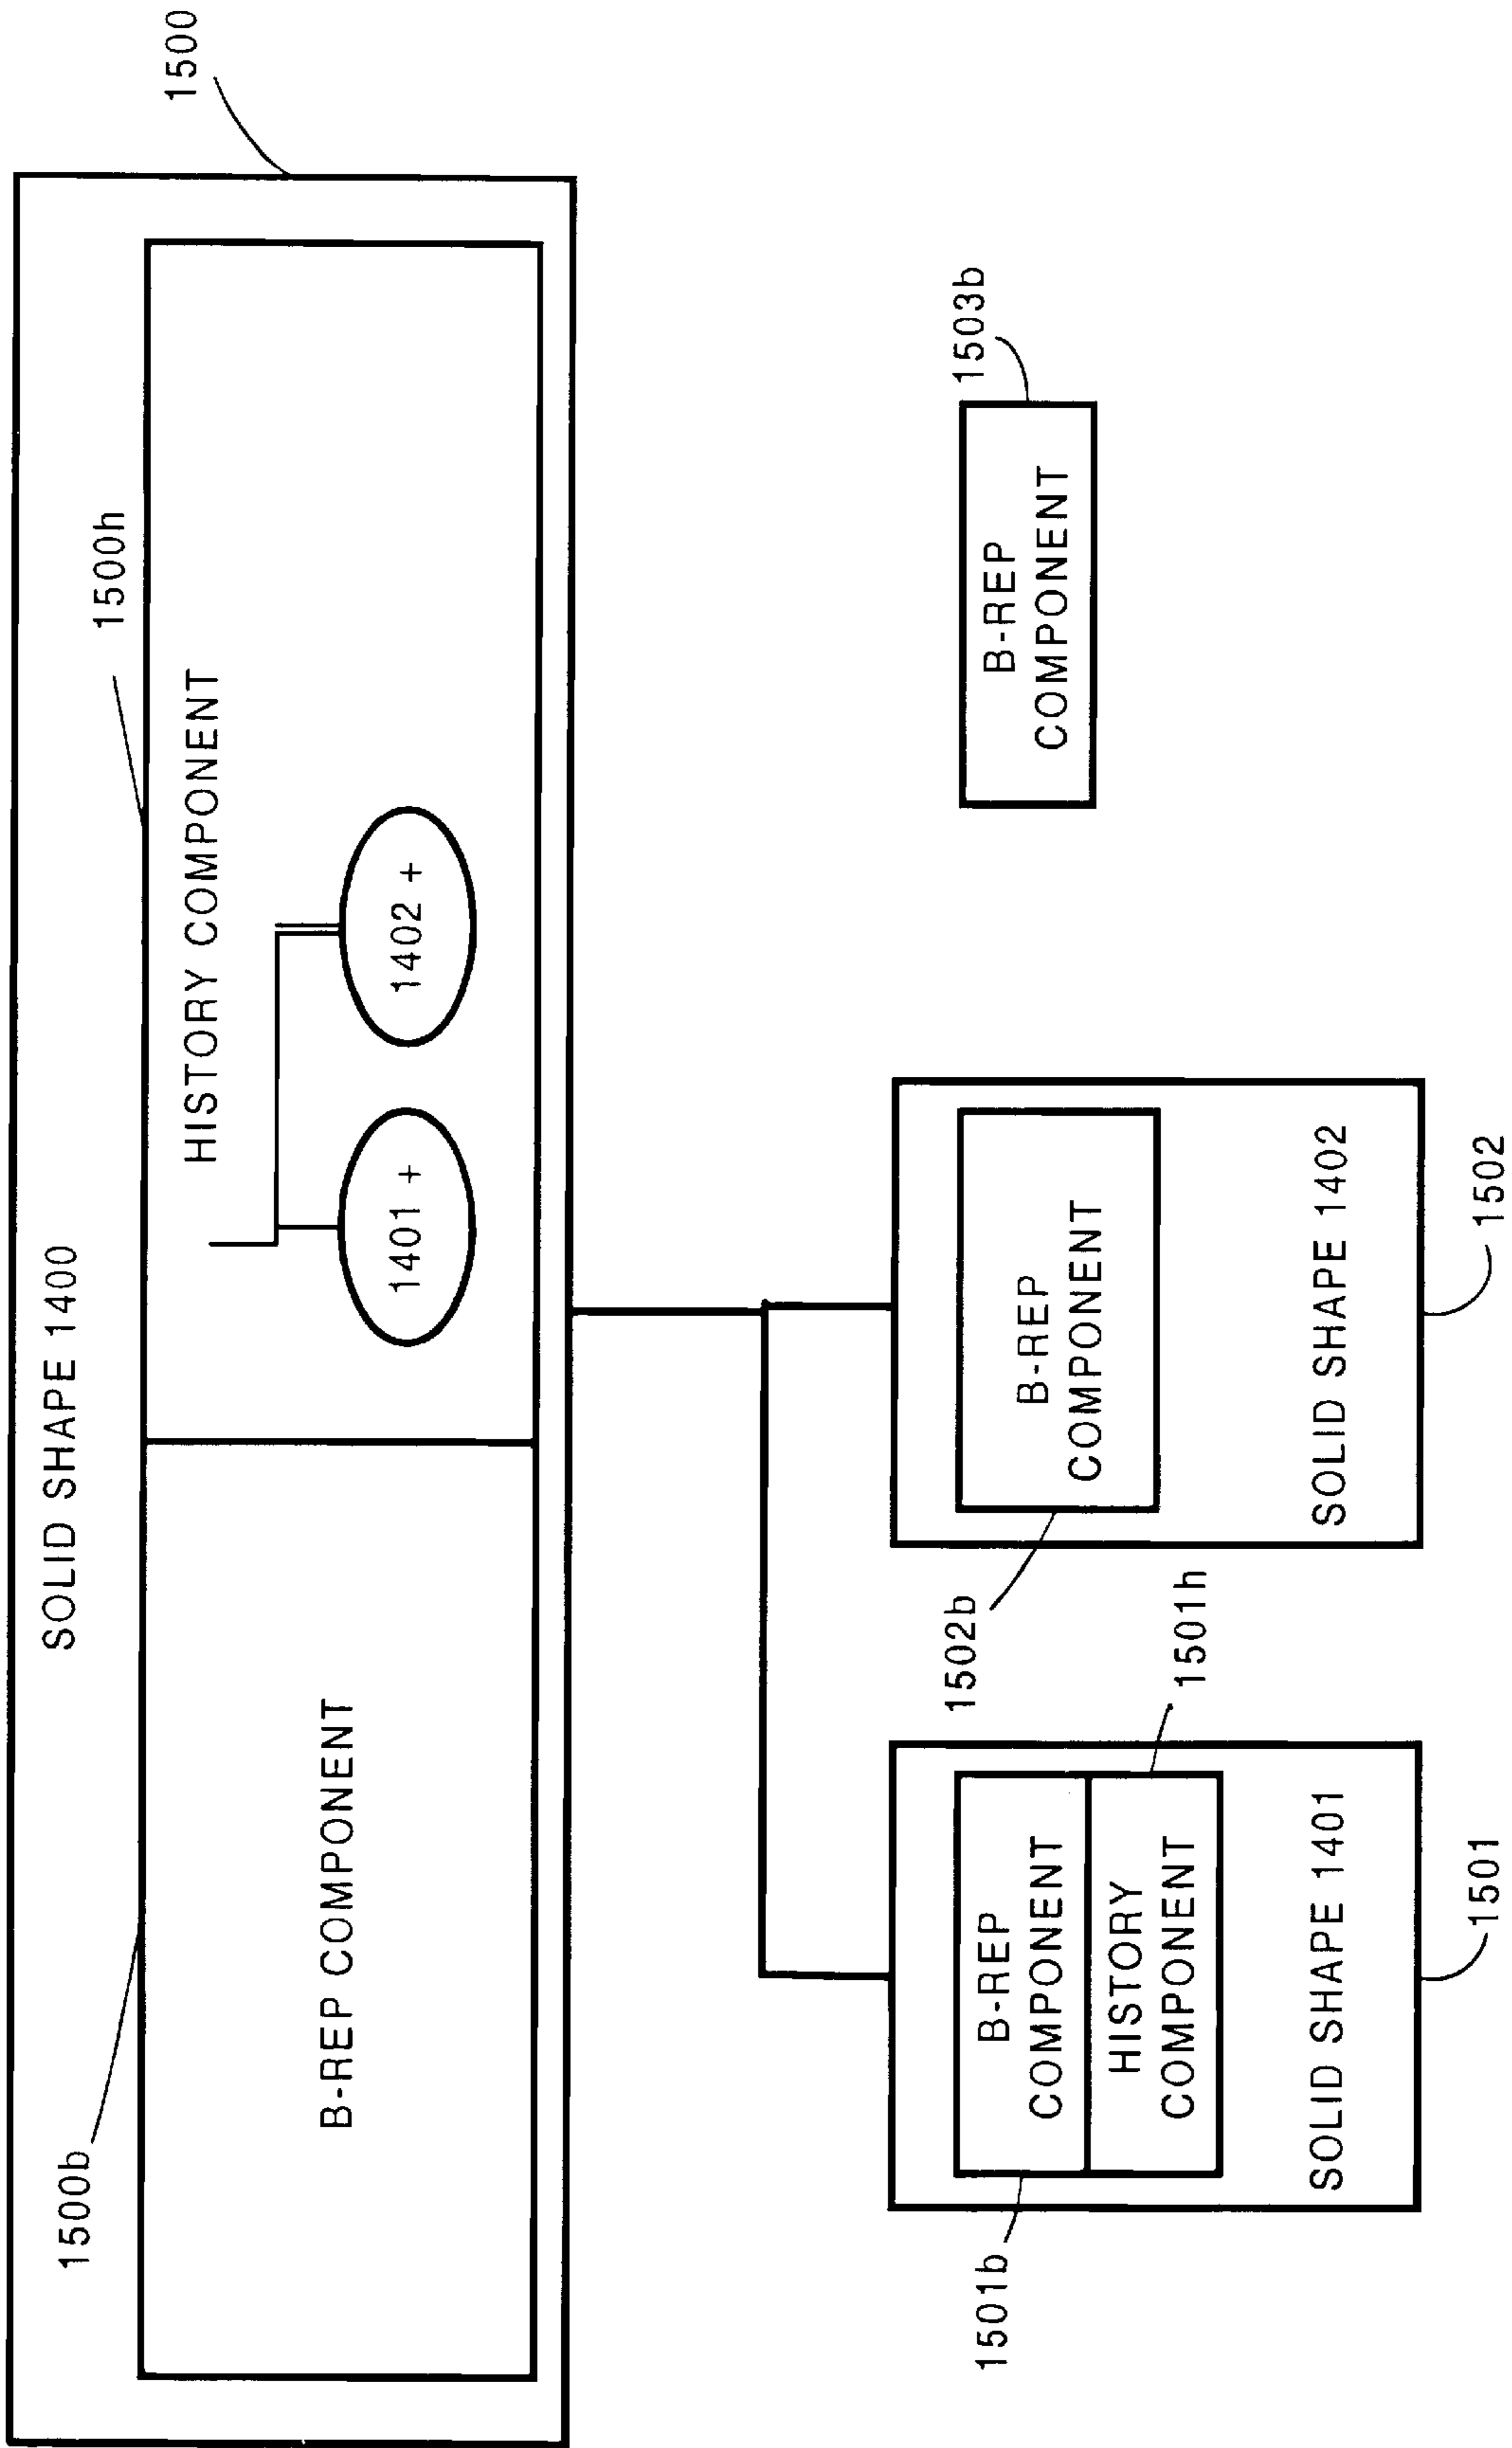 1500
SOLID SHAPE 1400
1500b
1500h
B-REP COMPONENT
HISTORY COMPONENT
1401 +
1402 +
1501b
B-REP
COMPONENT
HISTORY
COMPONENT
1501h
SOLID SHAPE 1401
1501
1502b
B-REP
COMPONENT
SOLID SHAPE 1402
1502
B-REP
COMPONENT
1503b